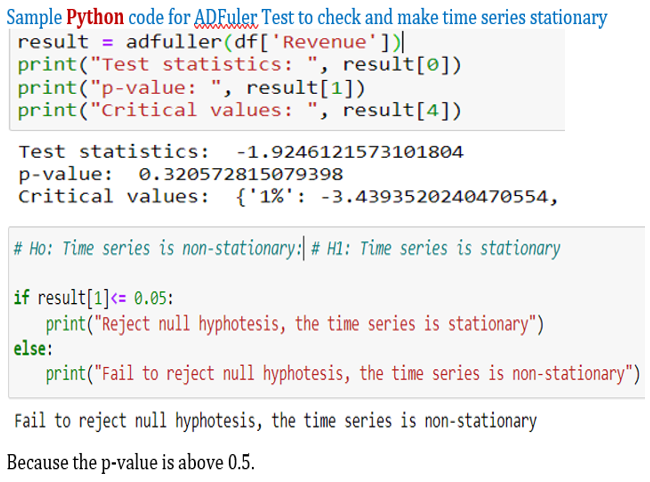 Sample Python code for ADFuler Test to check and make time series stationary
result = adfuller(df['Revenue'])
print("Test statistics: ", result[0])
print("p-value: ", result[1])
print("Critical values: ", result[4])
Test statistics:  -1.9246121573101804
p-value:  0.320572815079398
Critical values:  {'1%': -3.4393520240470554,
# Ho: Time series is non-stationary: # H1: Time series is stationary
if result[1]<= 0.05:
    print("Reject null hyphotesis, the time series is stationary")
else:
    print("Fail to reject null hyphotesis, the time series is non-stationary")
Fail to reject null hyphotesis, the time series is non-stationary
Because the p-value is above 0.5.